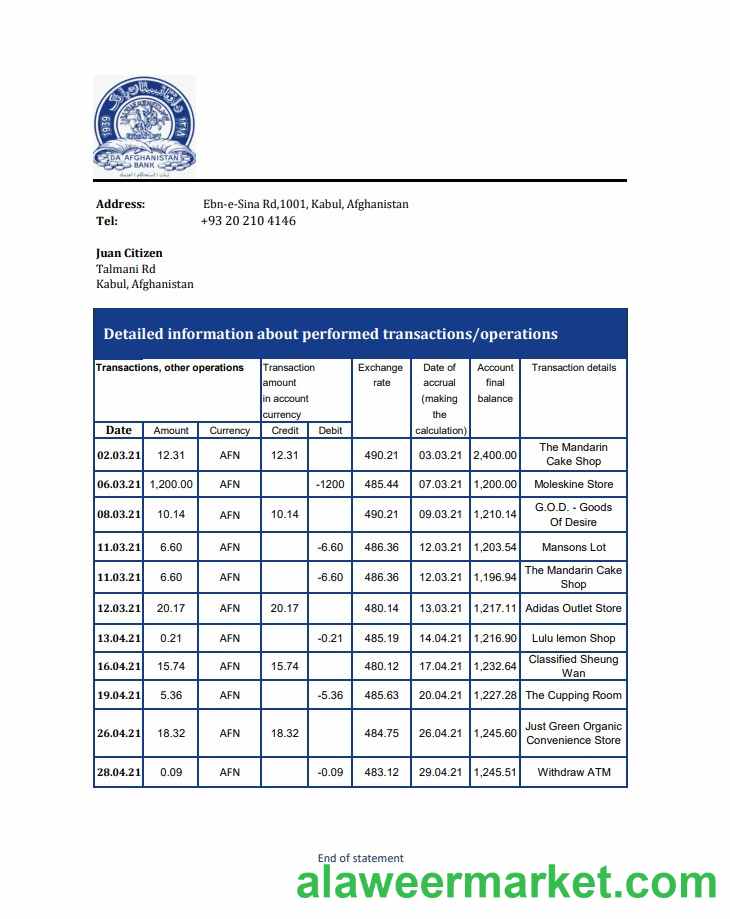 1939
DA AFGHANISTAN
BANK
Address: Ebn-e-Sina Rd,1001, Kabul, Afghanistan
Tel: +93 20 210 4146
Juan Citizen
Talmani Rd
Kabul, Afghanistan
Detailed information about performed transactions/operations
Transactions, other operations Transaction amount in account currency Exchange rate Date of accrual (making the calculation) Account final balance Transaction details
Date Amount Currency Credit Debit
02.03.21 12.31 AFN 12.31 490.21 03.03.21 2,400.00 The Mandarin Cake Shop
06.03.21 1,200.00 AFN -1200 485.44 07.03.21 1,200.00 Moleskine Store
08.03.21 10.14 AFN 10.14 490.21 09.03.21 1,210.14 G.O.D. - Goods Of Desire
11.03.21 6.60 AFN -6.60 486.36 12.03.21 1,203.54 Mansons Lot
11.03.21 6.60 AFN -6.60 486.36 12.03.21 1,196.94 The Mandarin Cake Shop
12.03.21 20.17 AFN 20.17 480.14 13.03.21 1,217.11 Adidas Outlet Store
13.04.21 0.21 AFN -0.21 485.19 14.04.21 1,216.90 Lulu lemon Shop
16.04.21 15.74 AFN 15.74 480.12 17.04.21 1,232.64 Classified Sheung Wan
19.04.21 5.36 AFN -5.36 485.63 20.04.21 1,227.28 The Cupping Room
26.04.21 18.32 AFN 18.32 484.75 26.04.21 1,245.60 Just Green Organic Convenience Store
28.04.21 0.09 AFN -0.09 483.12 29.04.21 1,245.51 Withdraw ATM
End of statement
alaweermarket.com